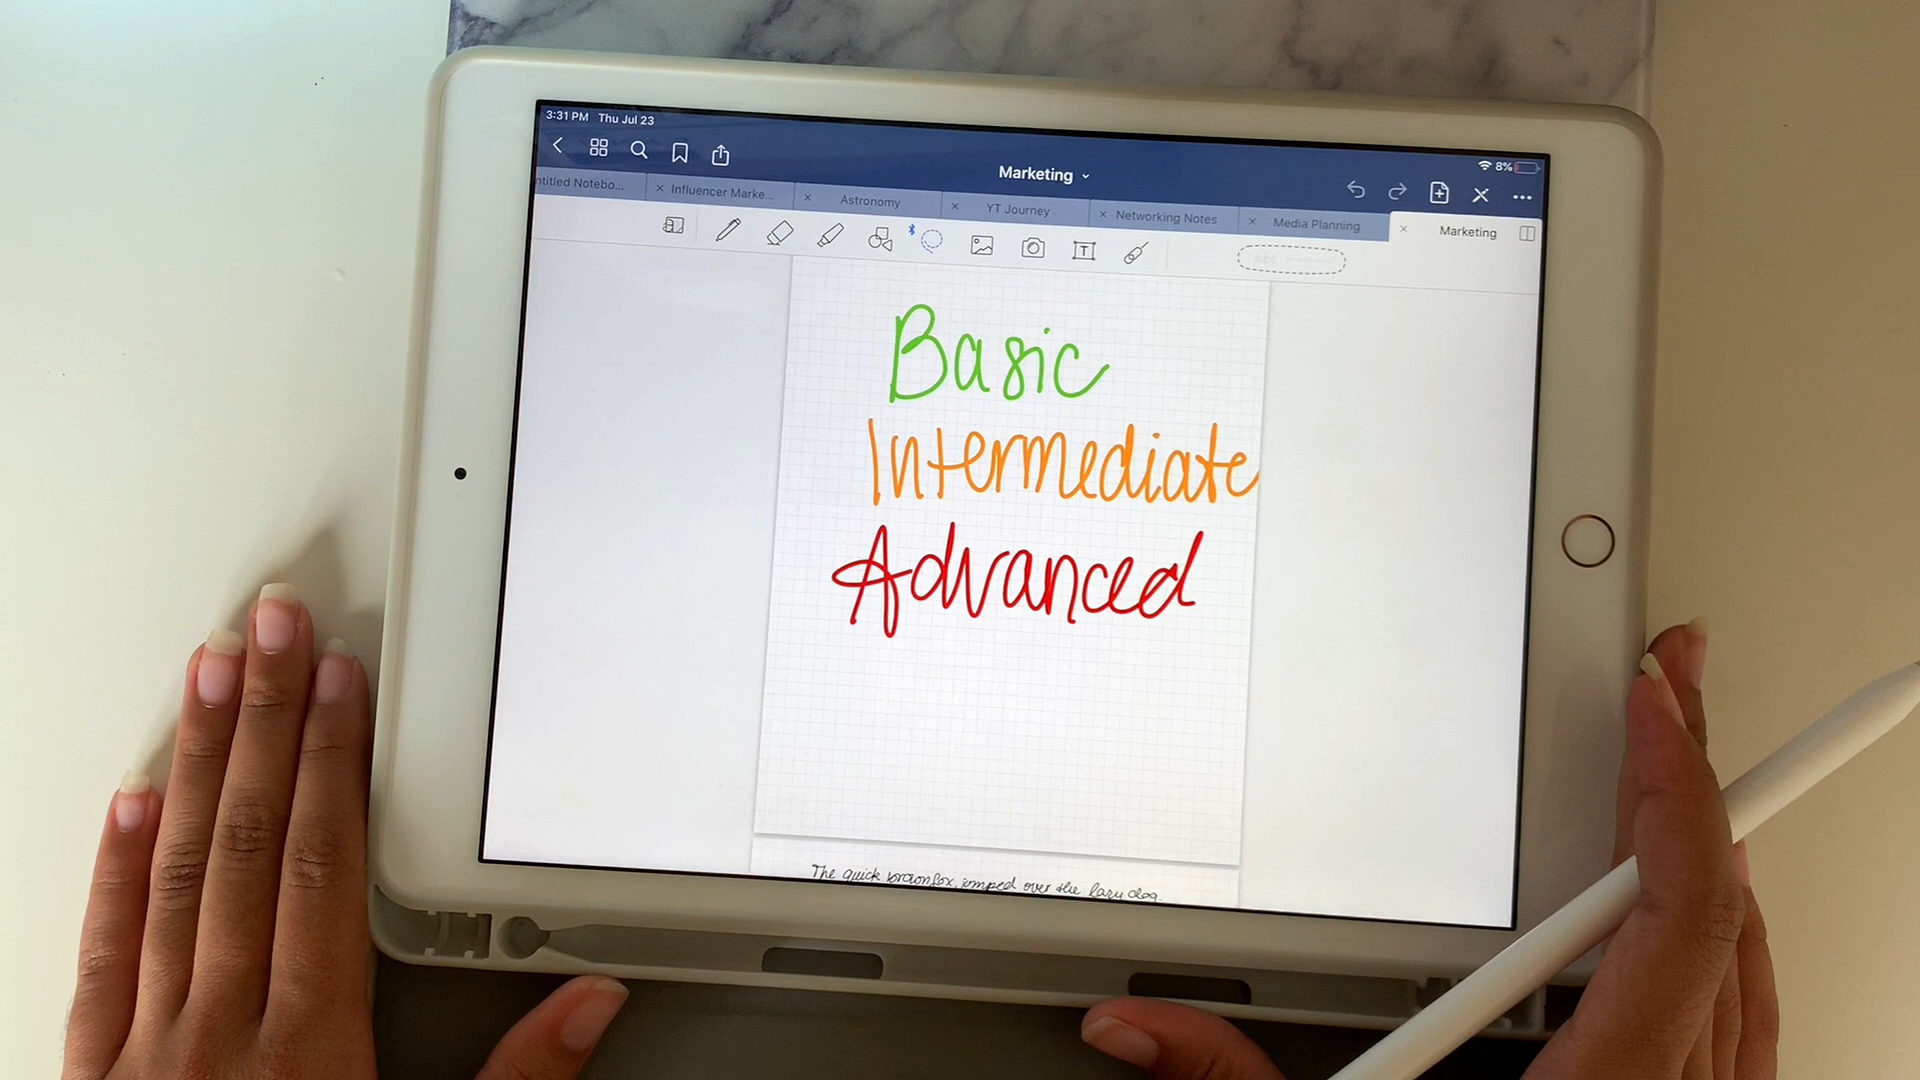 3:31 PM Thu Jul 23
8%
Marketing
ntitled Notebo...
Influencer Marke...
Astronomy
YT Journey
Networking Notes
Media Planning
Marketing
T
Basic
Intermediate
Advanced
The quick brown fox jumped over the lazy dog.